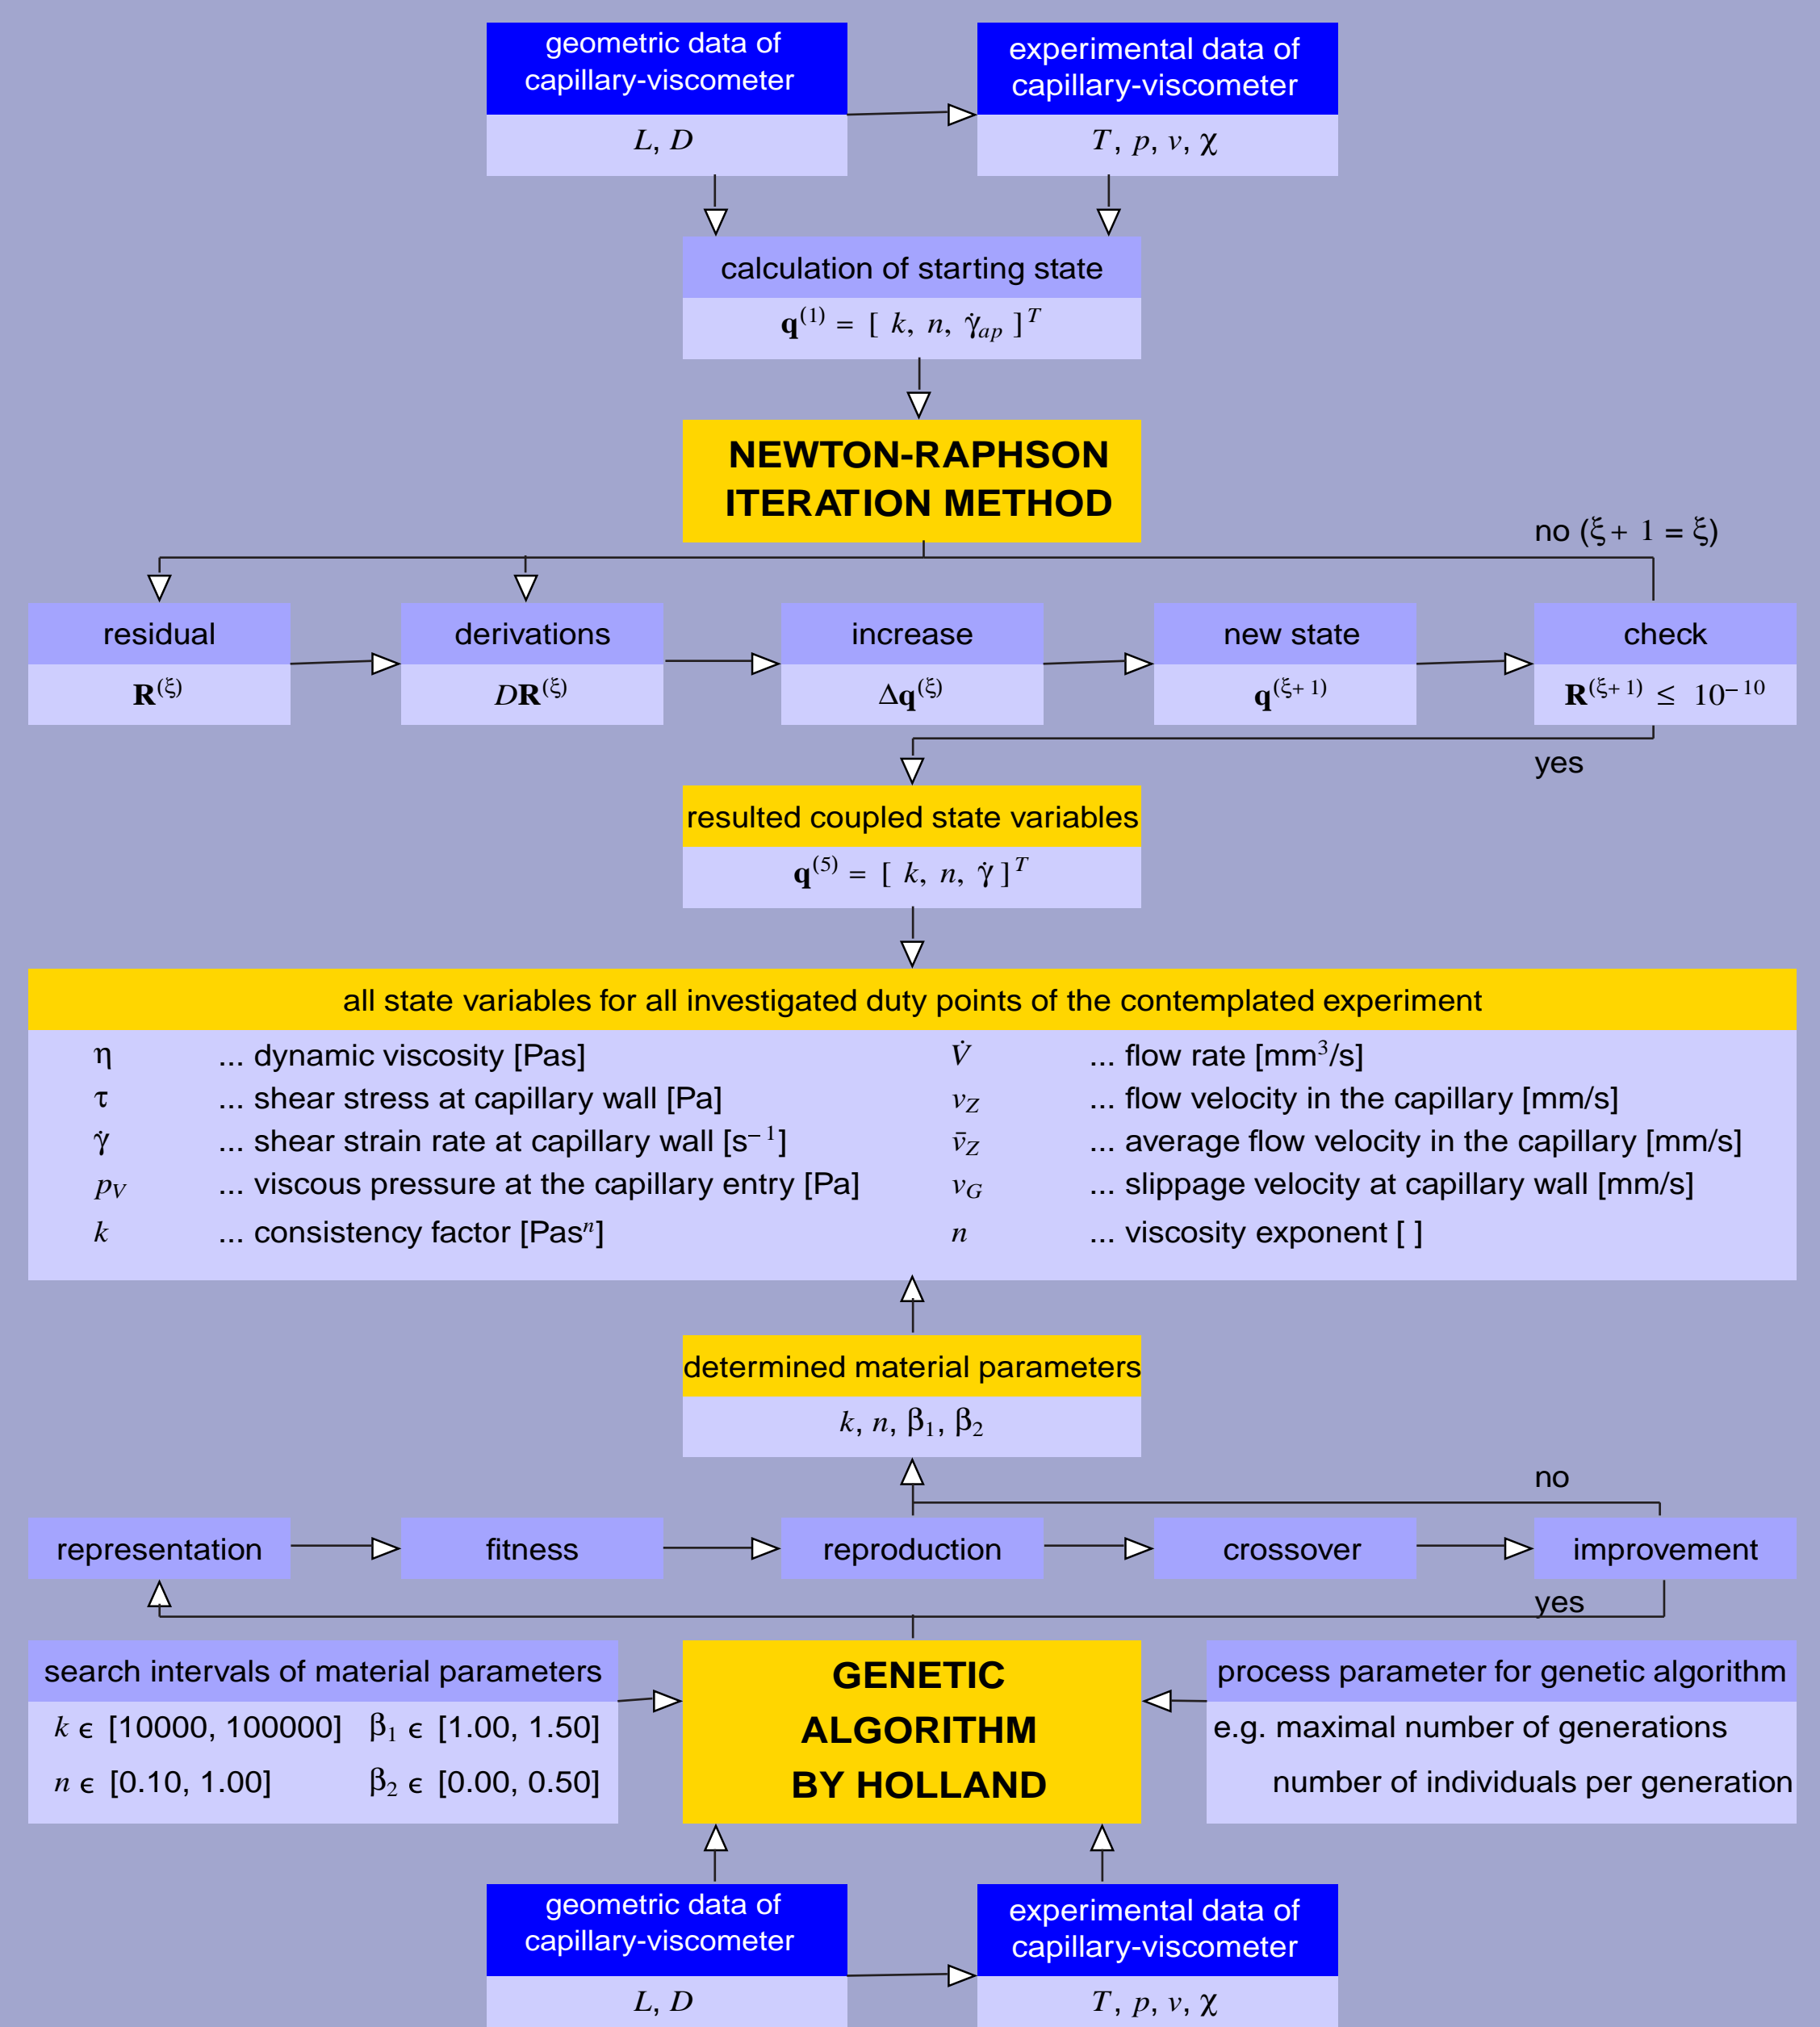 geometric data of
capillary-viscometer
L, D
experimental data of
capillary-viscometer
T, p, v, χ
calculation of starting state
q⁽¹⁾ = [ k, n, γ̇ₐₚ ]ᵀ
NEWTON-RAPHSON
ITERATION METHOD
no (ξ + 1 = ξ)
residual
R^(ξ)
derivations
DR^(ξ)
increase
Δq^(ξ)
new state
q^(ξ+1)
check
R^(ξ+1) ≤ 10⁻¹⁰
yes
resulted coupled state variables
q⁽⁵⁾ = [ k, n, γ̇ ]ᵀ
all state variables for all investigated duty points of the contemplated experiment
η ... dynamic viscosity [Pas]
τ ... shear stress at capillary wall [Pa]
γ̇ ... shear strain rate at capillary wall [s⁻¹]
p_V ... viscous pressure at the capillary entry [Pa]
k ... consistency factor [Pasⁿ]
V̇ ... flow rate [mm³/s]
v_Z ... flow velocity in the capillary [mm/s]
v̄_Z ... average flow velocity in the capillary [mm/s]
v_G ... slippage velocity at capillary wall [mm/s]
n ... viscosity exponent [ ]
determined material parameters
k, n, β₁, β₂
no
representation
fitness
reproduction
crossover
improvement
yes
search intervals of material parameters
k ϵ [10000, 100000] β₁ ϵ [1.00, 1.50]
n ϵ [0.10, 1.00] β₂ ϵ [0.00, 0.50]
GENETIC
ALGORITHM
BY HOLLAND
process parameter for genetic algorithm
e.g. maximal number of generations
number of individuals per generation
geometric data of
capillary-viscometer
L, D
experimental data of
capillary-viscometer
T, p, v, χ